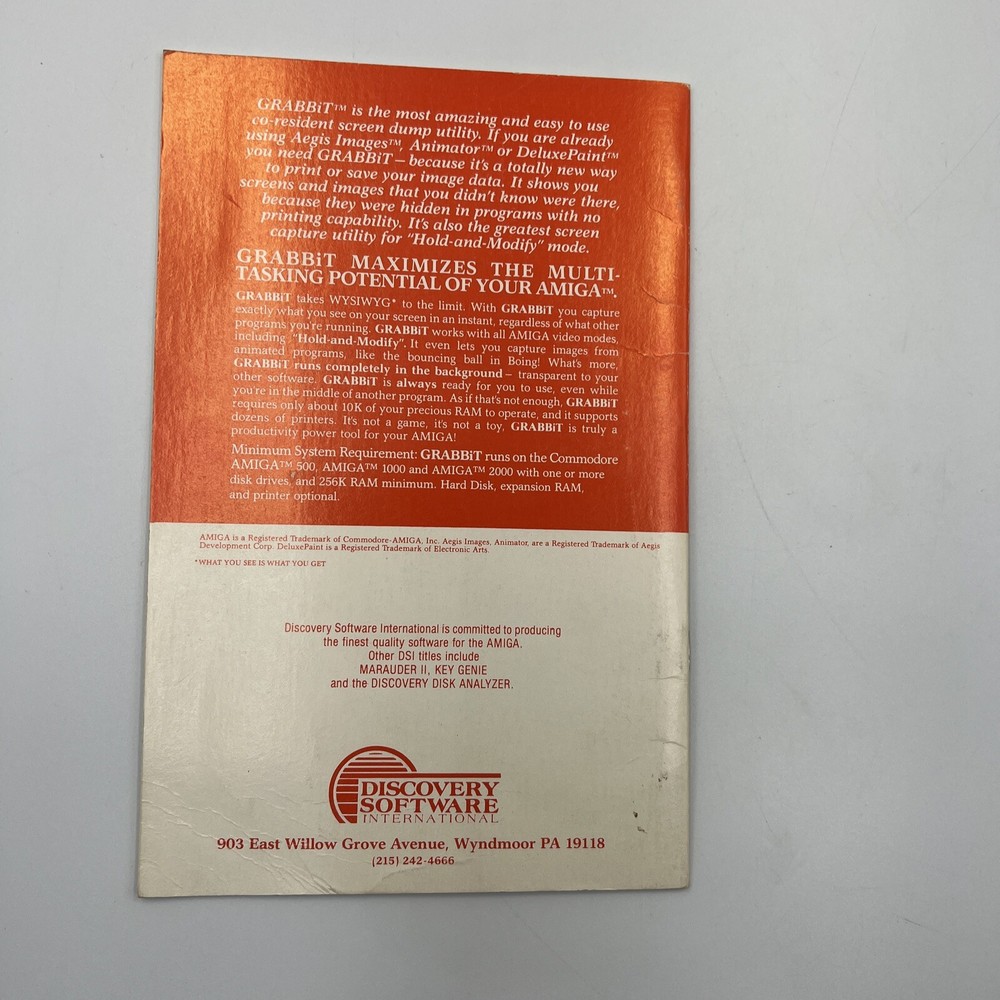 GRABBiT™ is the most amazing and easy to use
co-resident screen dump utility. If you are already
using Aegis Images™, Animator™ or DeluxePaint™
you need GRABBiT — because it's a totally new way
to print or save your image data. It shows you
screens and images that you didn't know were there,
because they were hidden in programs with no
printing capability. It's also the greatest screen
capture utility for "Hold-and-Modify" mode.
GRABBiT MAXIMIZES THE MULTI-
TASKING POTENTIAL OF YOUR AMIGA™.
GRABBiT takes WYSIWYG* to the limit. With GRABBiT you capture
exactly what you see on your screen in an instant, regardless of what other
programs you're running. GRABBiT works with all AMIGA video modes,
including "Hold-and-Modify". It even lets you capture images from
animated programs, like the bouncing ball in Boing! What's more,
GRABBiT runs completely in the background — transparent to your
other software. GRABBiT is always ready for you to use, even while
you're in the middle of another program. As if that's not enough, GRABBiT
requires only about 10K of your precious RAM to operate, and it supports
dozens of printers. It's not a game, it's not a toy, GRABBiT is truly a
productivity power tool for your AMIGA!
Minimum System Requirement: GRABBiT runs on the Commodore
AMIGA™ 500, AMIGA™ 1000 and AMIGA™ 2000 with one or more
disk drives, and 256K RAM minimum. Hard Disk, expansion RAM,
and printer optional.
AMIGA is a Registered Trademark of Commodore-AMIGA, Inc. Aegis Images, Animator, are a Registered Trademark of Aegis
Development Corp. DeluxePaint is a Registered Trademark of Electronic Arts.
*WHAT YOU SEE IS WHAT YOU GET
Discovery Software International is committed to producing
the finest quality software for the AMIGA.
Other DSI titles include
MARAUDER II, KEY GENIE
and the DISCOVERY DISK ANALYZER.
DISCOVERY
SOFTWARE
INTERNATIONAL
903 East Willow Grove Avenue, Wyndmoor PA 19118
(215) 242-4666